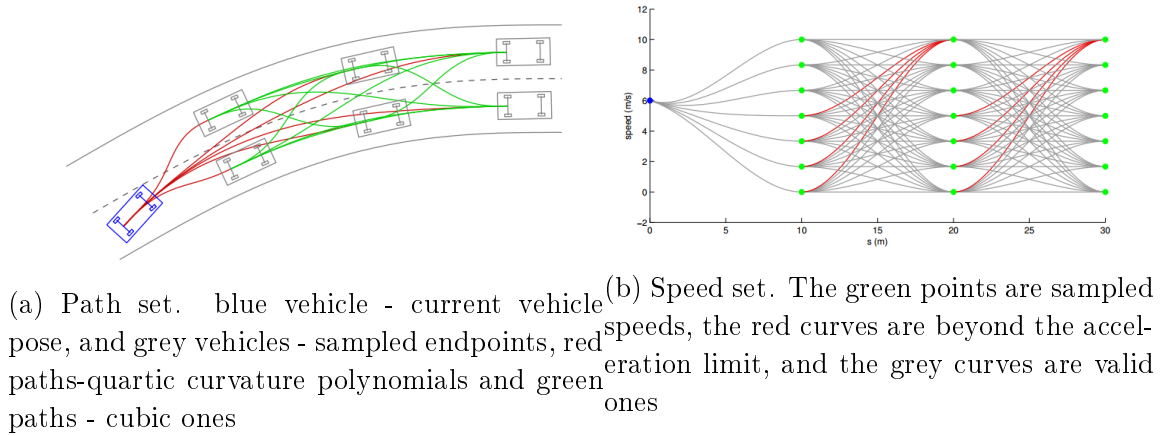 12
10
8
6
4
2
0
−2
speed (m/s)
0
5
10
15
20
25
30
s (m)
(a) Path set. blue vehicle - current vehicle
pose, and grey vehicles - sampled endpoints, red
paths-quartic curvature polynomials and green
paths - cubic ones
(b) Speed set. The green points are sampled
speeds, the red curves are beyond the accel-
eration limit, and the grey curves are valid
ones